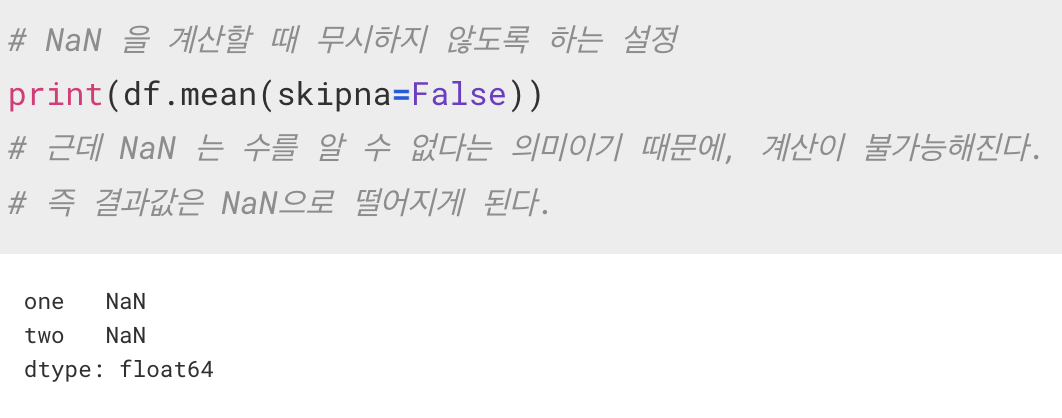 # NaN 을 계산할 때 무시하지 않도록 하는 설정
print(df.mean(skipna=False))
# 근데 NaN 는 수를 알 수 없다는 의미이기 때문에, 계산이 불가능해진다.
# 즉 결과값은 NaN으로 떨어지게 된다.
one   NaN
two   NaN
dtype: float64